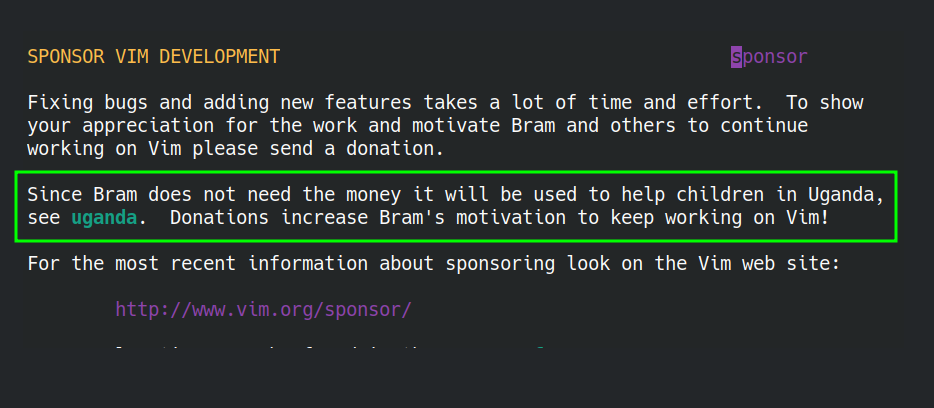 SPONSOR VIM DEVELOPMENT sponsor
Fixing bugs and adding new features takes a lot of time and effort.  To show
your appreciation for the work and motivate Bram and others to continue
working on Vim please send a donation.
Since Bram does not need the money it will be used to help children in Uganda,
see uganda.  Donations increase Bram's motivation to keep working on Vim!
For the most recent information about sponsoring look on the Vim web site:
http://www.vim.org/sponsor/